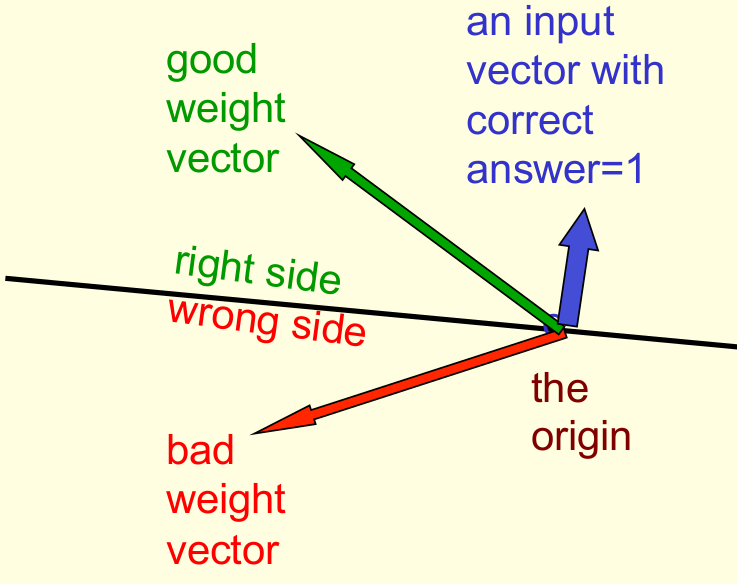 good
weight
vector
an input
vector with
correct
answer=1
right side
wrong side
the
origin
bad
weight
vector